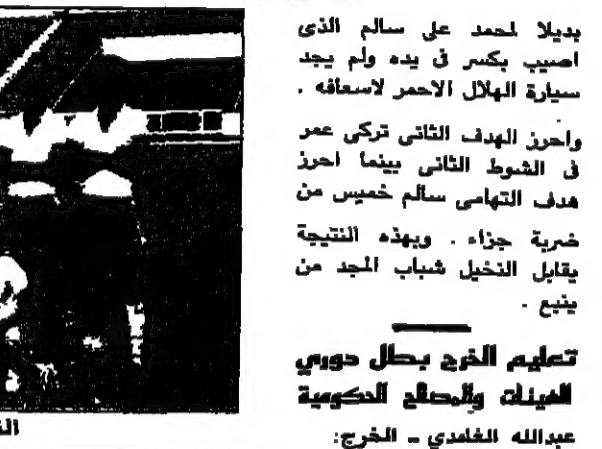 بديلا لمحمد على سالم الذى
اصيب بكسر فى يده ولم يجد
سيارة الهلال الاحمر لاسعافه .
واحرز الهدف الثانى تركى عمر
فى الشوط الثانى بينما احرز
هدف التهامى سالم خميس من
ضربة جزاء . وبهذه النتيجة
يقابل النخيل شباب المجد من
ينبع .
تعليم الخرج بطل دوري
الهيئات والمصالح الحكومية
عبدالله الغامدي - الخرج: